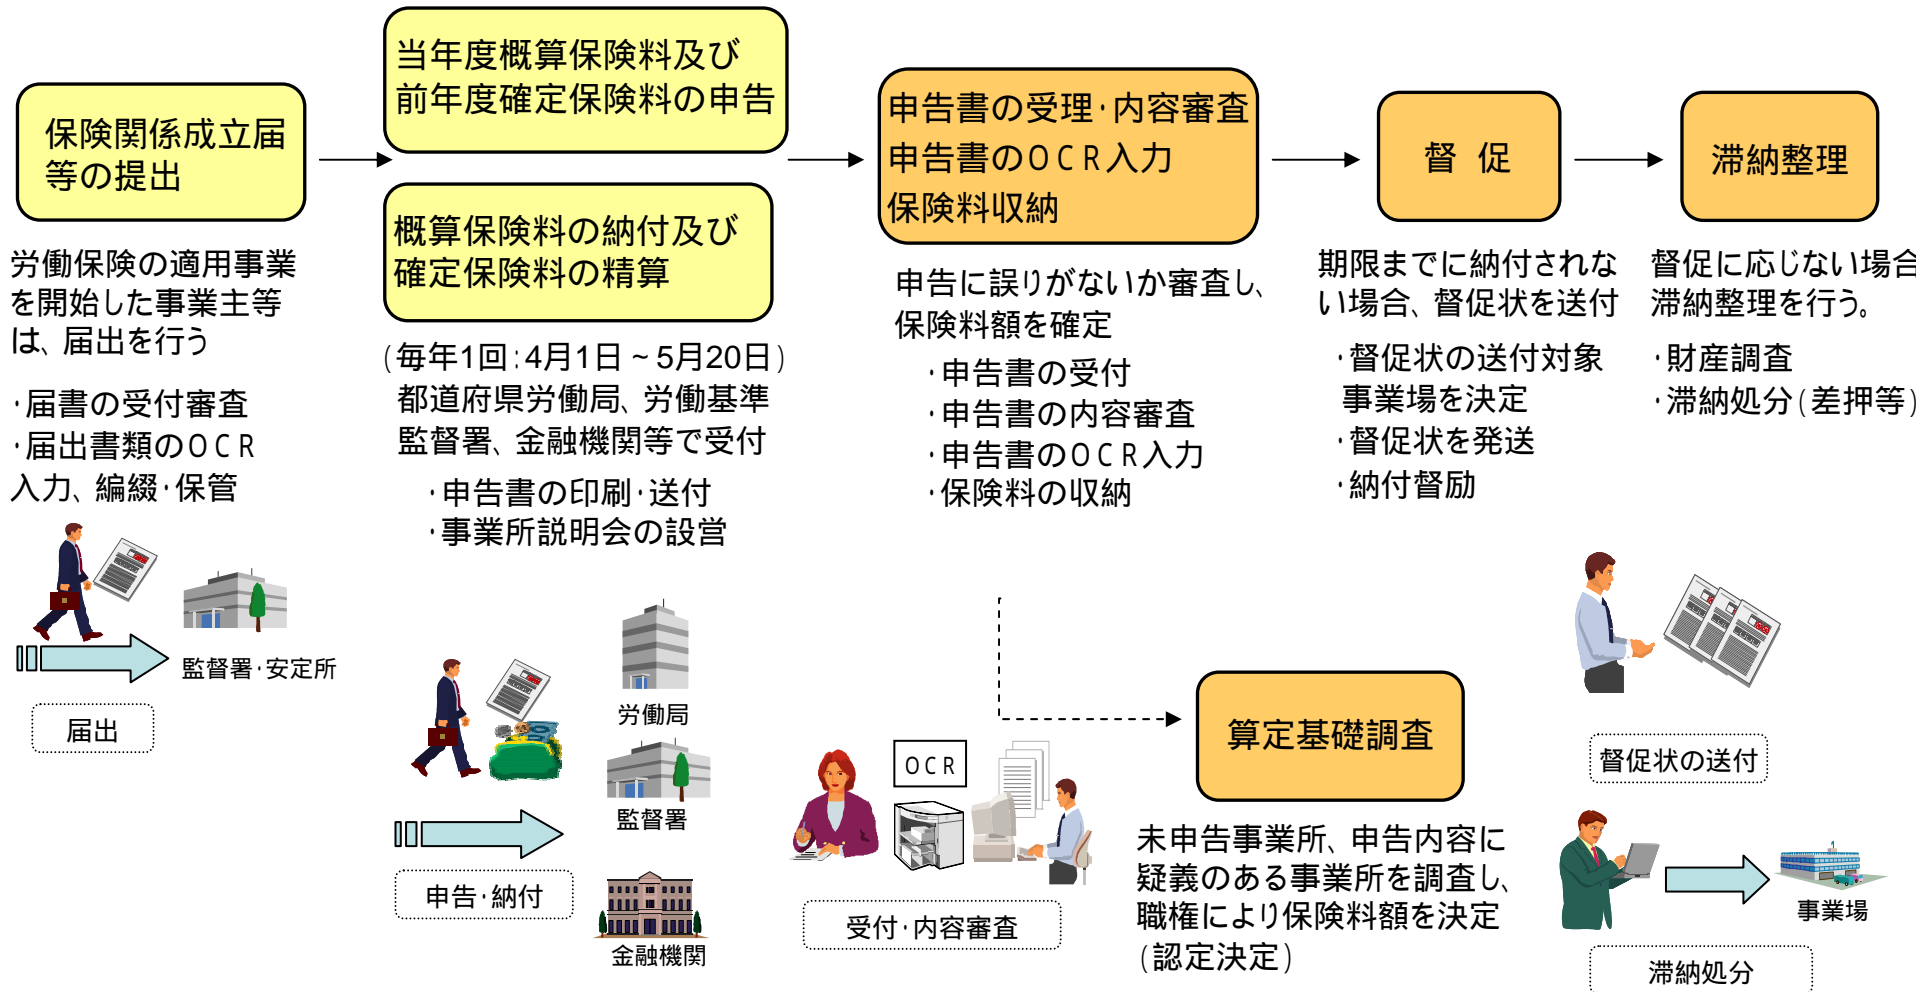 保険関係成立届
等の提出
労働保険の適用事業
を開始した事業主等
は、届出を行う
・届書の受付審査
・届出書類のOCR
入力、編綴・保管
監督署・安定所
届出
当年度概算保険料及び
前年度確定保険料の申告
概算保険料の納付及び
確定保険料の精算
(毎年1回:4月1日~5月20日)
都道府県労働局、労働基準
監督署、金融機関等で受付
・申告書の印刷・送付
・事業所説明会の設営
労働局
監督署
金融機関
申告・納付
申告書の受理・内容審査
申告書のOCR入力
保険料収納
申告に誤りがないか審査し、
保険料額を確定
・申告書の受付
・申告書の内容審査
・申告書のOCR入力
・保険料の収納
OCR
受付・内容審査
算定基礎調査
未申告事業所、申告内容に
疑義のある事業所を調査し、
職権により保険料額を決定
(認定決定)
督 促
期限までに納付されな
い場合、督促状を送付
・督促状の送付対象
事業場を決定
・督促状を発送
・納付督励
滞納整理
督促に応じない場合
滞納整理を行う。
・財産調査
・滞納処分(差押等)
督促状の送付
事業場
滞納処分